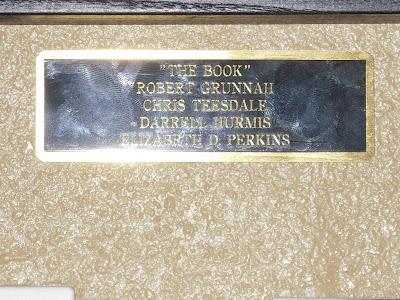 "THE BOOK"
ROBERT GRUNNAH
CHRIS TEESDALE
DARRELL HURMIS
ELIZABETH D. PERKINS